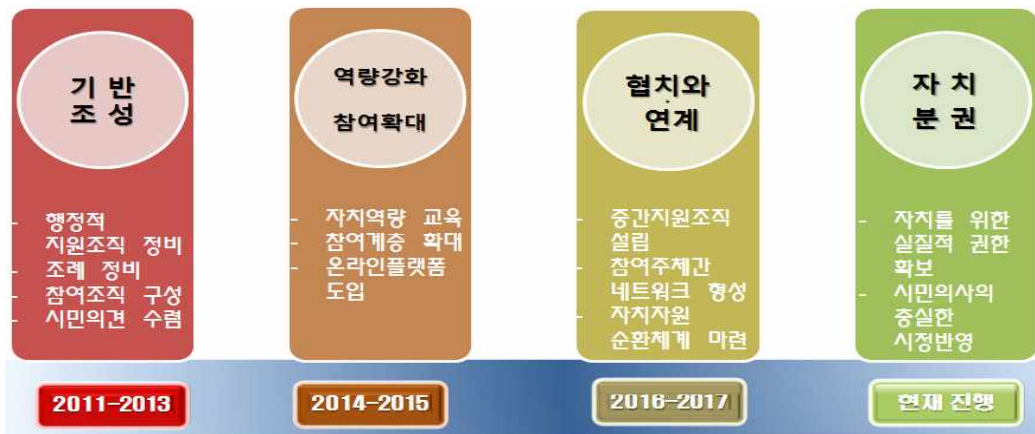 기 반
조 성
- 행정적
지원조직 정비
조례 정비
- 참여조직 구성
- 시민의견 수렴
2011-2013
역량강화
참여확대
- 자치역량 교육
- 참여계층 확대
- 온라인플랫폼
도입
2014-2015
협치와
연계
- 중간지원조직
설립
- 참여주체간
네트워크 형성
- 자치자원
순환체계 마련
2016-2017
자 치
분 권
- 자치를 위한
실질적 권한
확보
- 시민의사의
충실한
시정반영
현재 진행